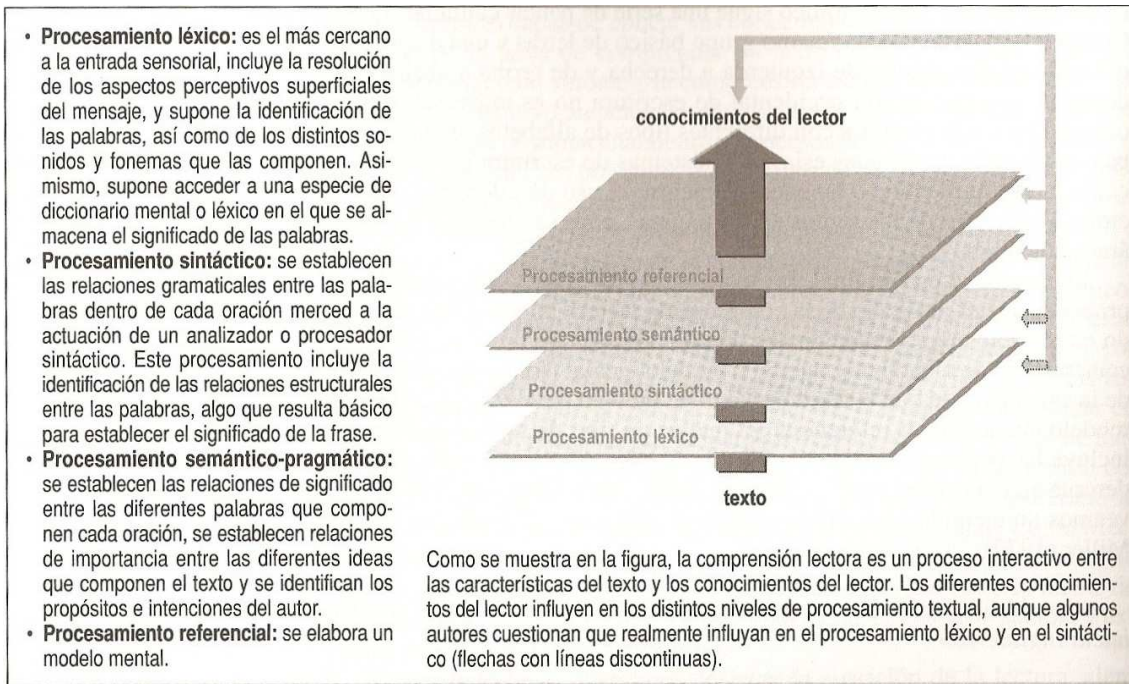 • Procesamiento léxico: es el más cercano
a la entrada sensorial, incluye la resolución
de los aspectos perceptivos superficiales
del mensaje, y supone la identificación de
las palabras, así como de los distintos so-
nidos y fonemas que las componen. Asi-
mismo, supone acceder a una especie de
diccionario mental o léxico en el que se al-
macena el significado de las palabras.
• Procesamiento sintáctico: se establecen
las relaciones gramaticales entre las pala-
bras dentro de cada oración merced a la
actuación de un analizador o procesador
sintáctico. Este procesamiento incluye la
identificación de las relaciones estructurales
entre las palabras, algo que resulta básico
para establecer el significado de la frase.
• Procesamiento semántico-pragmático:
se establecen las relaciones de significado
entre las diferentes palabras que compo-
nen cada oración, se establecen relaciones
de importancia entre las diferentes ideas
que componen el texto y se identifican los
propósitos e intenciones del autor.
• Procesamiento referencial: se elabora un
modelo mental.
conocimientos del lector
Procesamiento referencial
Procesamiento semântico
Procesamiento sintáctico
Procesamiento léxico
texto
Como se muestra en la figura, la comprensión lectora es un proceso interactivo entre
las características del texto y los conocimientos del lector. Los diferentes conocimien-
tos del lector influyen en los distintos niveles de procesamiento textual, aunque algunos
autores cuestionan que realmente influyan en el procesamiento léxico y en el sintácti-
co (flechas con líneas discontinuas).